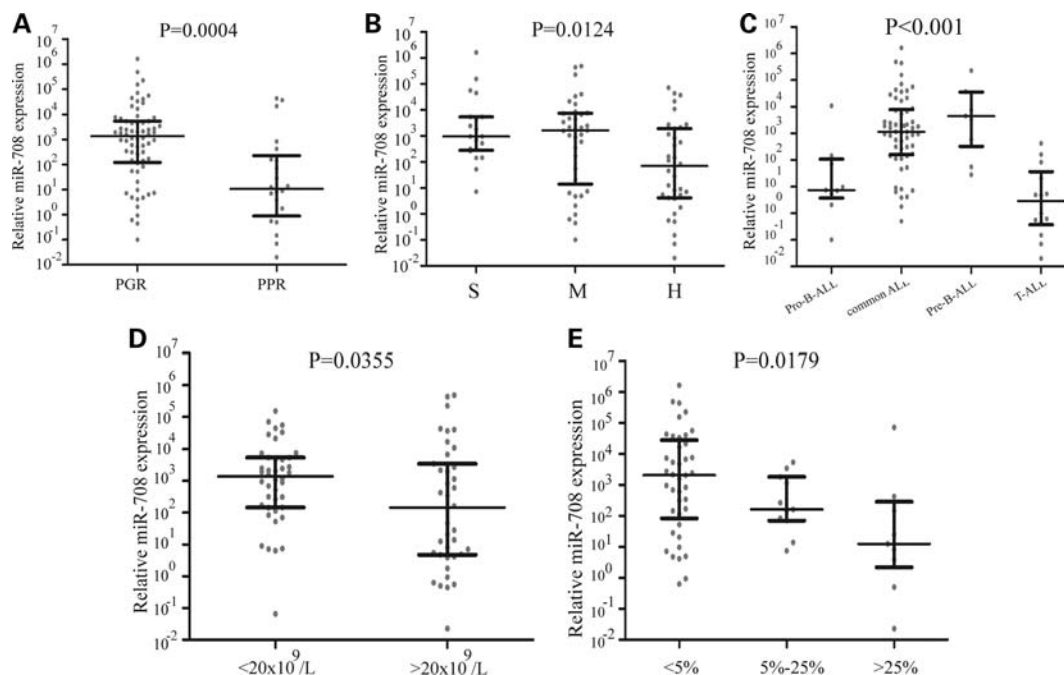 A
P=0.0004
Relative miR-708 expression
10^7
10^6
10^5
10^4
10^3
10^2
10^1
10^0
10^-1
10^-2
PGR
PPR
B
P=0.0124
Relative miR-708 expression
10^7
10^6
10^5
10^4
10^3
10^2
10^1
10^0
10^-1
10^-2
S
M
H
C
P<0.001
Relative miR-708 expression
10^7
10^6
10^5
10^4
10^3
10^2
10^1
10^0
10^-1
10^-2
Pro-B-ALL
common ALL
Pre-B-ALL
T-ALL
D
P=0.0355
Relative miR-708 expression
10^7
10^6
10^5
10^4
10^3
10^2
10^1
10^0
10^-1
10^-2
<20x10^9/L
>20x10^9/L
E
P=0.0179
Relative miR-708 expression
10^7
10^6
10^5
10^4
10^3
10^2
10^1
10^0
10^-1
10^-2
<5%
5%-25%
>25%